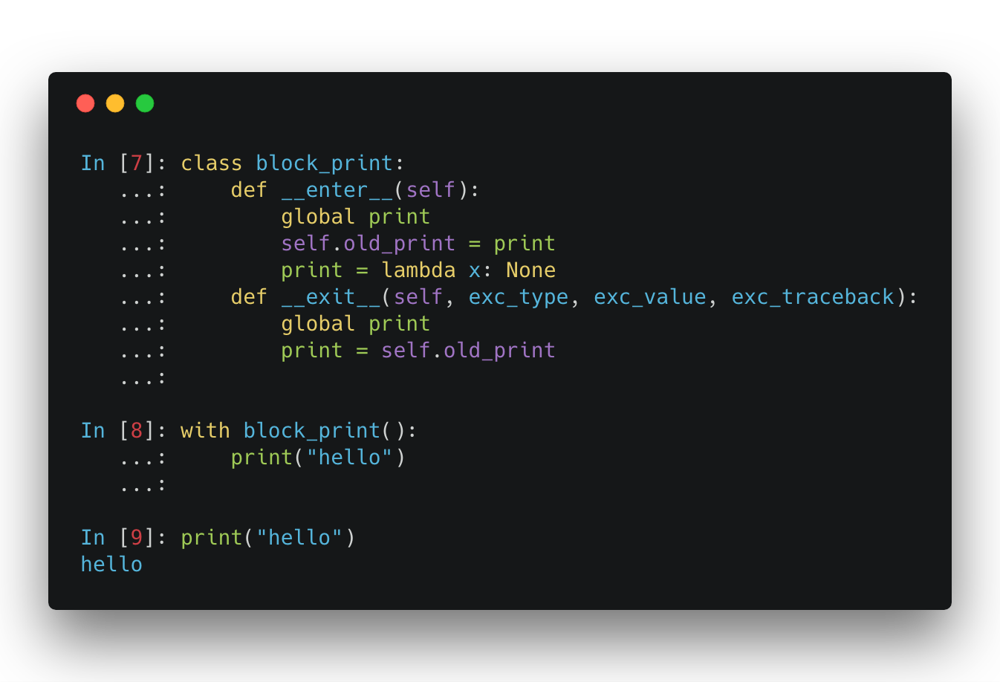 In [7]: class block_print:
   ...:     def __enter__(self):
   ...:         global print
   ...:         self.old_print = print
   ...:         print = lambda x: None
   ...:     def __exit__(self, exc_type, exc_value, exc_traceback):
   ...:         global print
   ...:         print = self.old_print
   ...:
In [8]: with block_print():
   ...:     print("hello")
   ...:
In [9]: print("hello")
hello